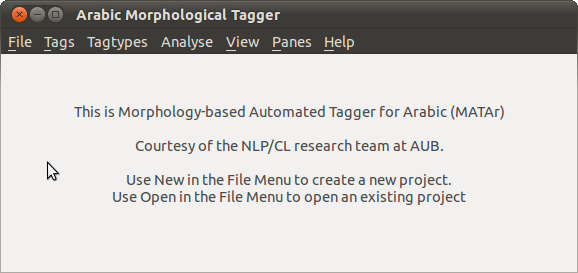 Arabic Morphological Tagger
File Tags Tagtypes Analyse View Panes Help
This is Morphology-based Automated Tagger for Arabic (MATAr)
Courtesy of the NLP/CL research team at AUB.
Use New in the File Menu to create a new project.
Use Open in the File Menu to open an existing project